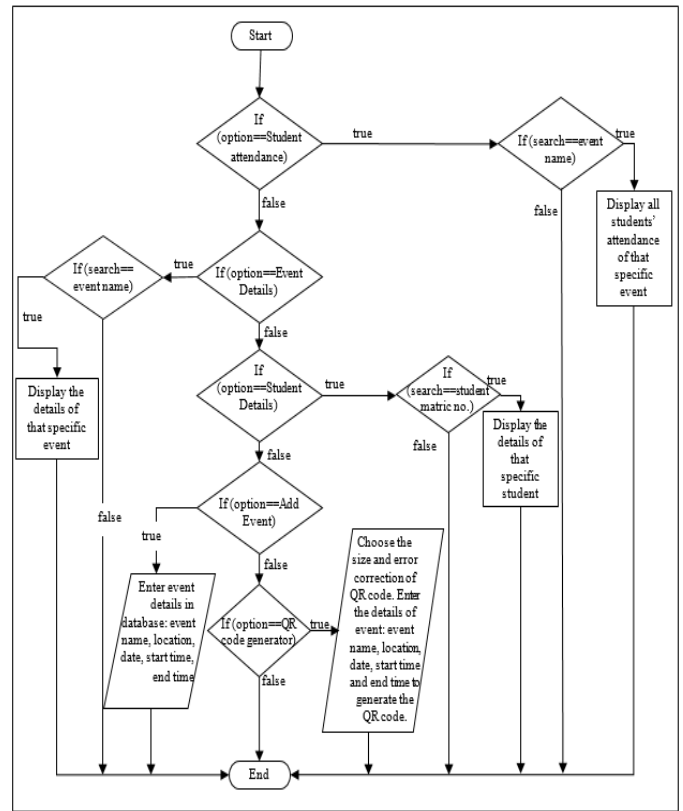 Start
If
(option==Student
attendance)
true
If (search==event
name)
true
false
false
Display all
students'
attendance
of that
specific
event
If (search==
event name)
true
If (option==Event
Details)
true
false
Display the
details of
that specific
event
If
(option==Student
Details)
true
If
(search==student
matric no.)
true
false
false
Display the
details of
that
specific
student
false
If (option==Add
Event)
true
false
Enter event
details in
database: event
name, location,
date, start time,
end time
If (option==QR
code generator)
true
false
Choose the
size and error
correction of
QR code. Enter
the details of
event: event
name, location,
date, start time
and end time to
generate the
QR code.
End